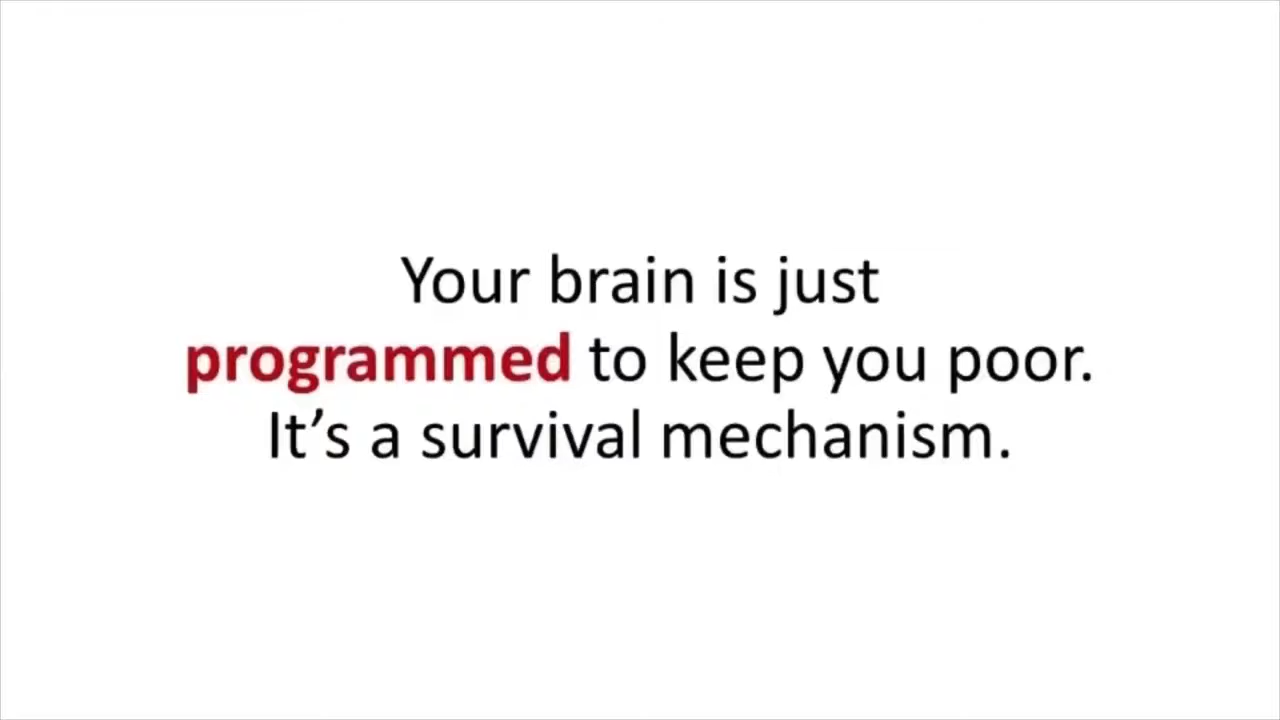 Your brain is just
programmed to keep you poor.
It’s a survival mechanism.